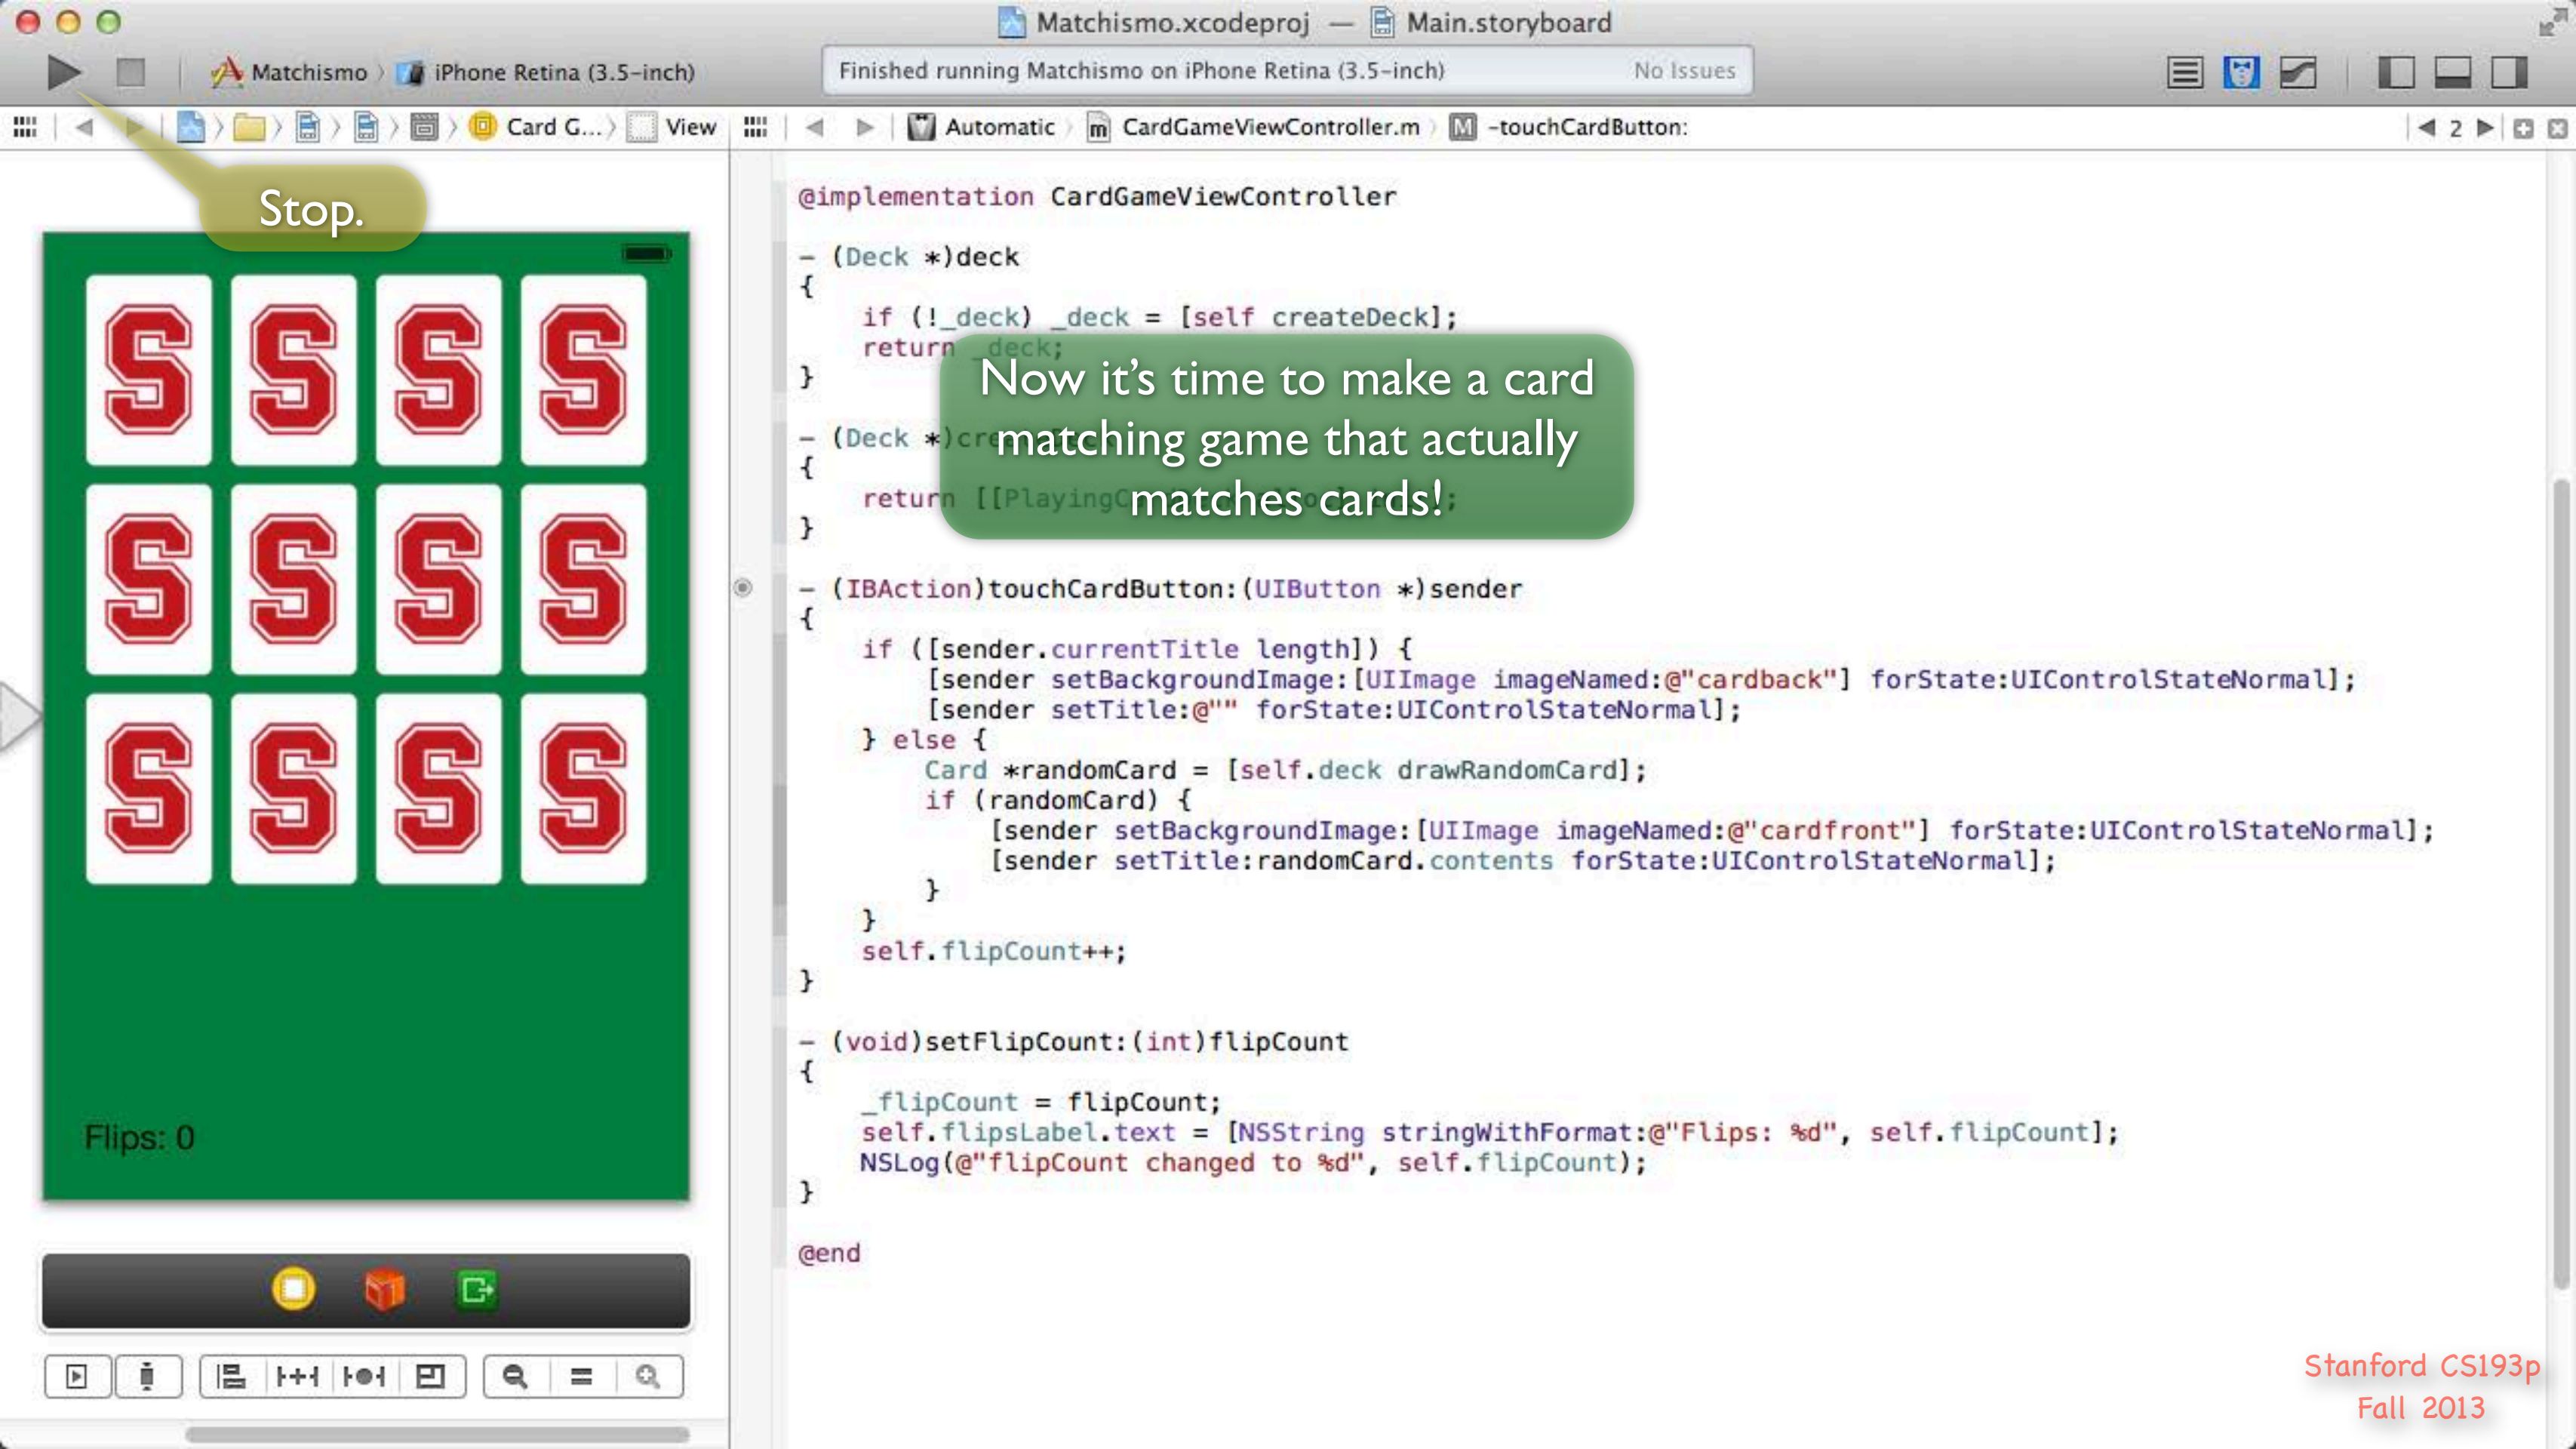 Matchismo.xcodeproj — Main.storyboard
Matchismo
iPhone Retina (3.5-inch)
Finished running Matchismo on iPhone Retina (3.5-inch)
No Issues
Card G...
View
Automatic
CardGameViewController.m
M -touchCardButton:
2
Stop.
S S S S
S S S S
S S S S
Flips: 0
@implementation CardGameViewController
- (Deck *)deck
{
if (!_deck) _deck = [self createDeck];
return _deck;
}
Now it's time to make a card
matching game that actually
matches cards!
- (Deck *)
{
return [[
}
- (IBAction)touchCardButton:(UIButton *)sender
{
if ([sender.currentTitle length]) {
[sender setBackgroundImage:[UIImage imageNamed:@"cardback"] forState:UIControlStateNormal];
[sender setTitle:@"" forState:UIControlStateNormal];
} else {
Card *randomCard = [self.deck drawRandomCard];
if (randomCard) {
[sender setBackgroundImage:[UIImage imageNamed:@"cardfront"] forState:UIControlStateNormal];
[sender setTitle:randomCard.contents forState:UIControlStateNormal];
}
}
self.flipCount++;
}
- (void)setFlipCount:(int)flipCount
{
_flipCount = flipCount;
self.flipsLabel.text = [NSString stringWithFormat:@"Flips: %d", self.flipCount];
NSLog(@"flipCount changed to %d", self.flipCount);
}
@end
Stanford CS193p
Fall 2013